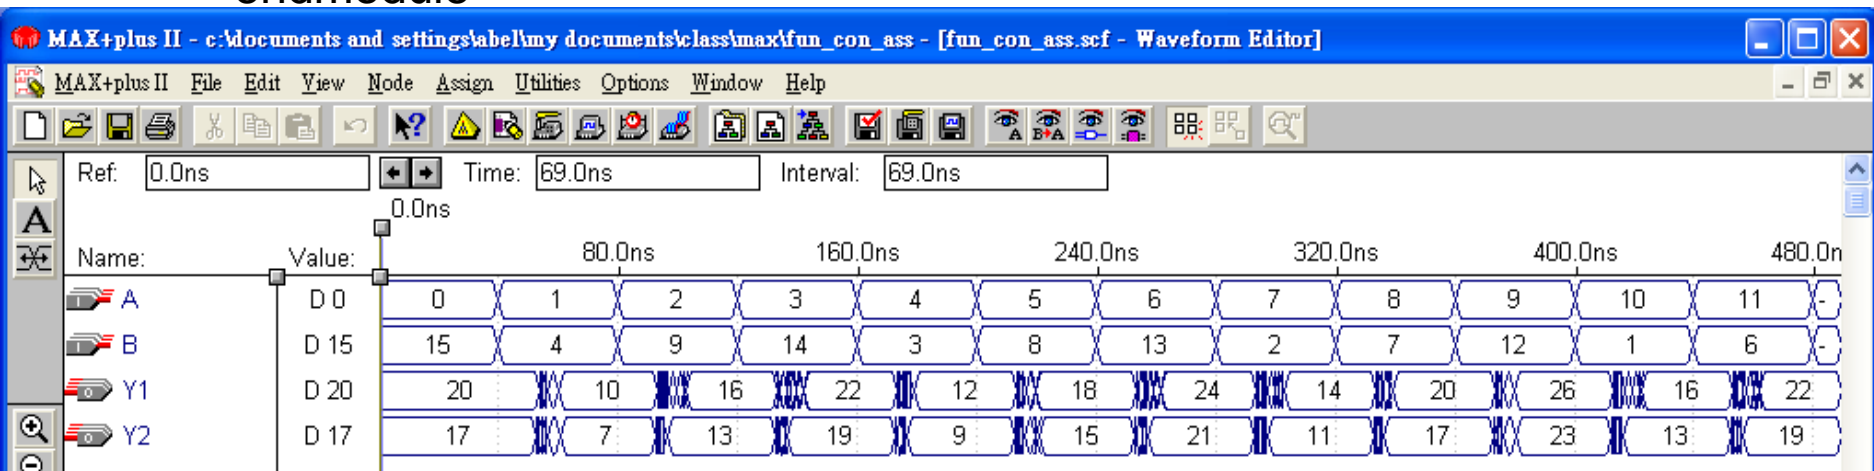 endmodule
MAX+plus II - c:\documents and settings\abel\my documents\class\max\fun_con_ass - [fun_con_ass.scf - Waveform Editor]
MAX+plus II File Edit View Node Assign Utilities Options Window Help
Ref: 0.0ns Time: 69.0ns Interval: 69.0ns
0.0ns
Name: Value: 80.0ns 160.0ns 240.0ns 320.0ns 400.0ns 480.0n
A D 0 0 1 2 3 4 5 6 7 8 9 10 11 -
B D 15 15 4 9 14 3 8 13 2 7 12 1 6 -
Y1 D 20 20 10 16 22 12 18 24 14 20 26 16 22
Y2 D 17 17 7 13 19 9 15 21 11 17 23 13 19